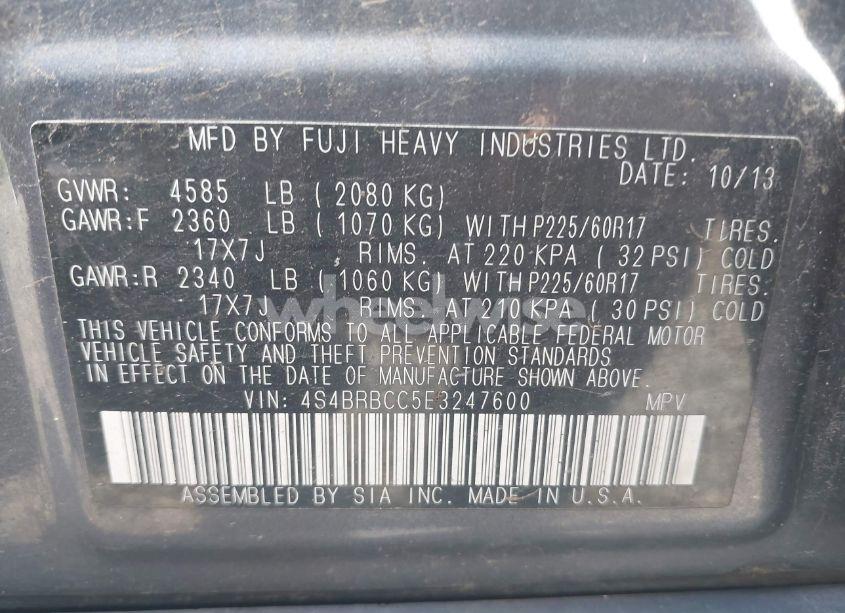 MFD BY FUJI HEAVY INDUSTRIES LTD.
DATE: 10/13
GVWR: 4585 LB ( 2080 KG)
GAWR:F 2360 LB ( 1070 KG) WITH P225/60R17 TIRES.
17X7J , RIMS. AT 220 KPA ( 32 PSI) COLD
GAWR:R 2340 LB ( 1060 KG) WITH P225/60R17 TIRES.
17X7J , RIMS. AT 210 KPA ( 30 PSI) COLD
wheelwise
THIS VEHICLE CONFORMS TO ALL APPLICABLE FEDERAL MOTOR
VEHICLE SAFETY AND THEFT PREVENTION STANDARDS
IN EFFECT ON THE DATE OF MANUFACTURE SHOWN ABOVE.
VIN: 4S4BRBCC5E3247600 MPV
ASSEMBLED BY SIA INC. MADE IN U.S.A.